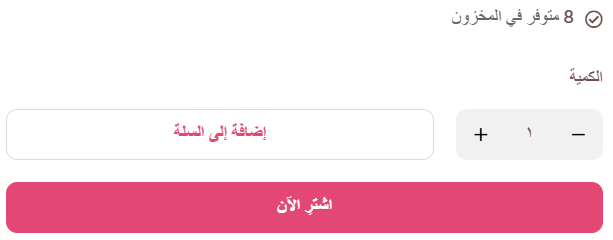 8 متوفر في المخزون
الكمية
− ١ +
إضافة إلى السلة
اشترِ الآن